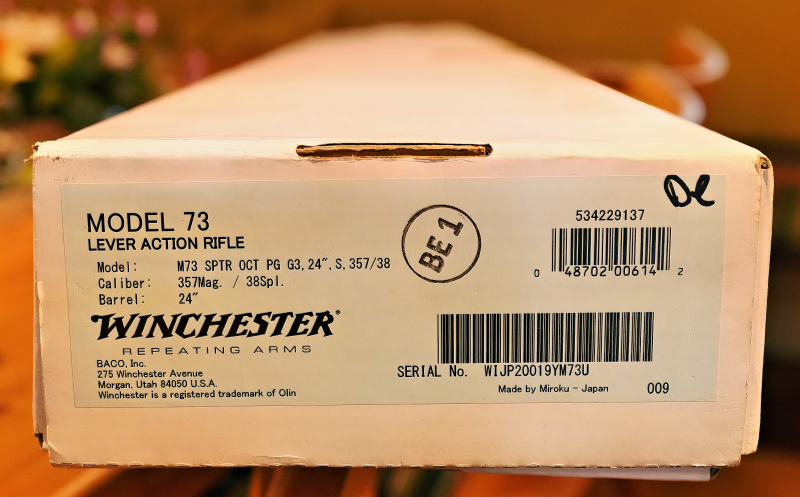 MODEL 73
LEVER ACTION RIFLE
Model: M73 SPTR OCT PG G3,24",S,357/38
Caliber: 357Mag. / 38Spl.
Barrel: 24"
WINCHESTER®
REPEATING ARMS
BACO, Inc.
275 Winchester Avenue
Morgan, Utah 84050 U.S.A.
Winchester is a registered trademark of Olin
BE 1
De
534229137
0 48702 00614 2
SERIAL No. WIJP20019YM73U
Made by Miroku - Japan 009